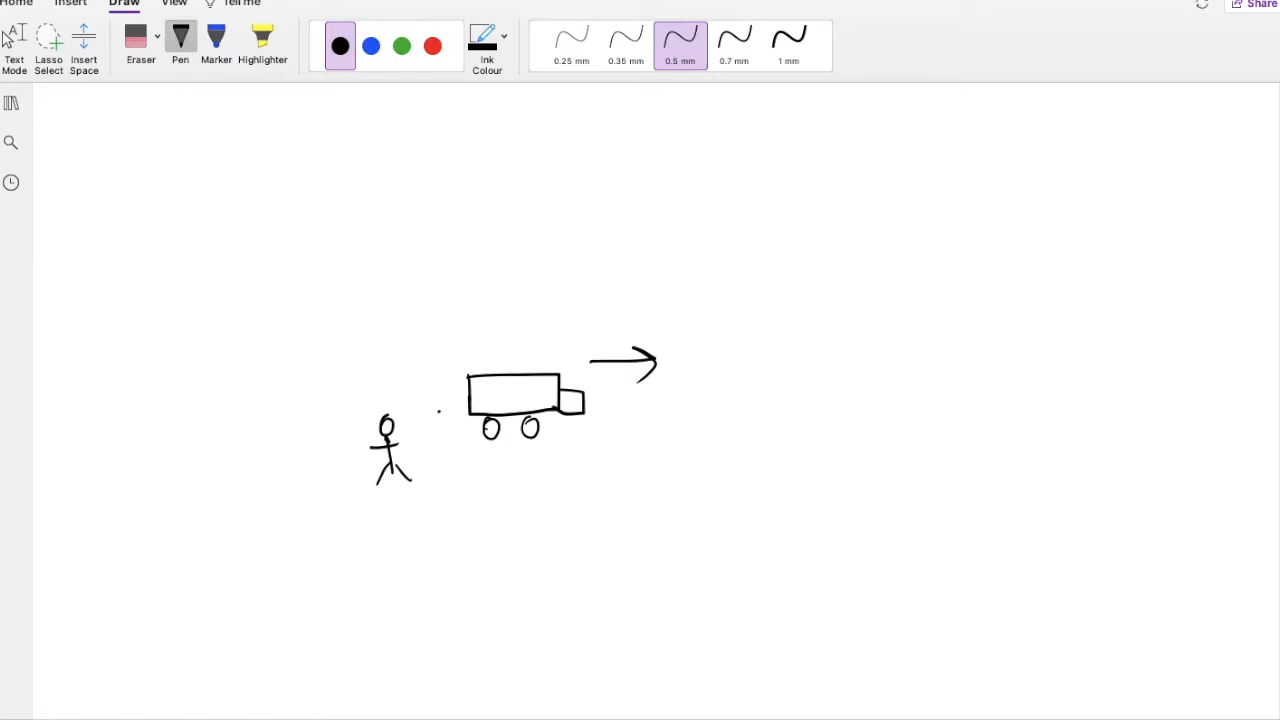 Home Insert Draw View Tell me Share
Text Mode
Lasso Select
Insert Space
Eraser
Pen
Marker
Highlighter
Ink Colour
0.25 mm
0.35 mm
0.5 mm
0.7 mm
1 mm